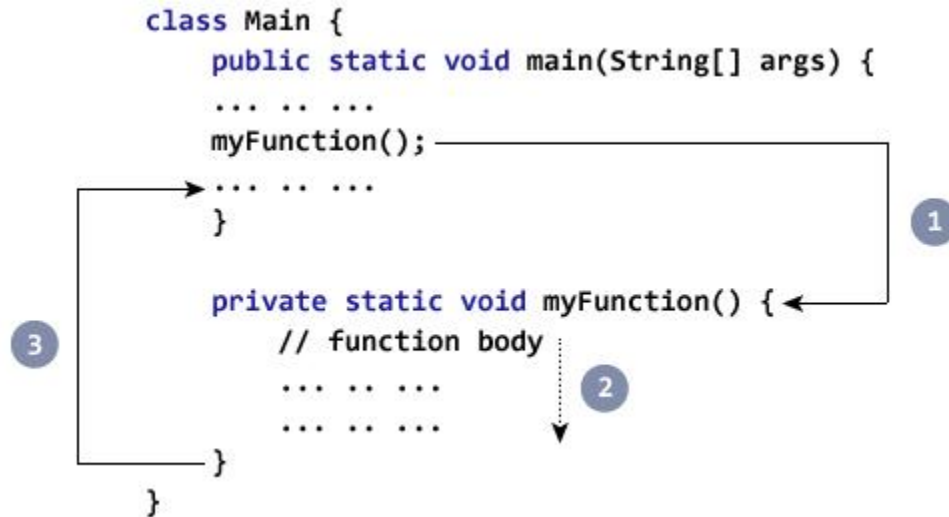 class Main {
public static void main(String[] args) {
... .. ...
myFunction();
... .. ...
}
1
private static void myFunction() {
3
// function body
2
... .. ...
... .. ...
}
}